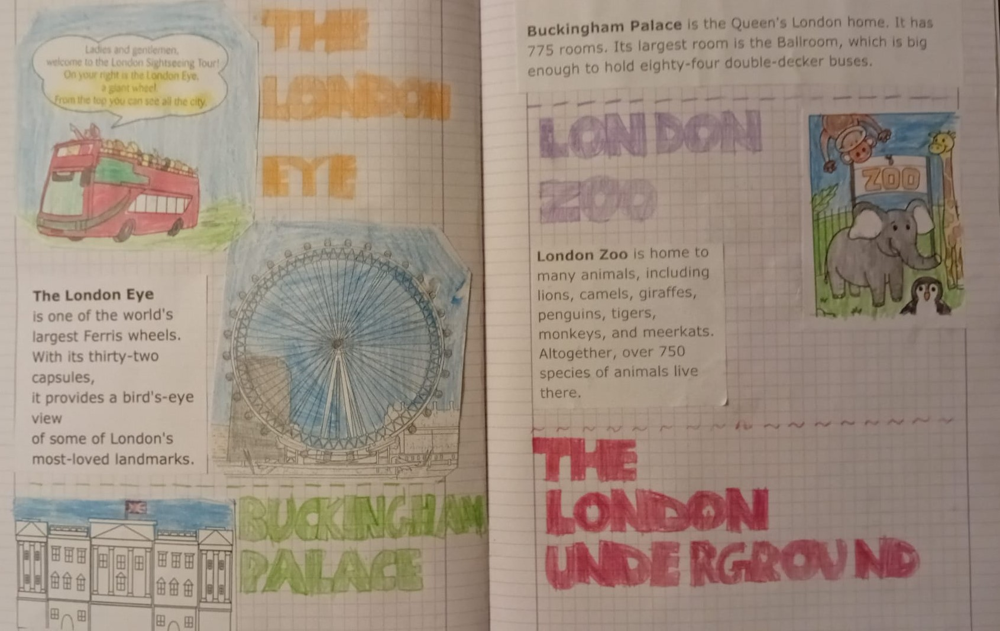 Ladies and gentlemen,
welcome to the London Sightseeing Tour!
On your right is the London Eye,
a giant wheel.
From the top you can see all the city.
THE
LONDON
EYE
The London Eye
is one of the world's
largest Ferris wheels.
With its thirty-two
capsules,
it provides a bird's-eye
view
of some of London's
most-loved landmarks.
BUCKINGHAM
PALACE
Buckingham Palace is the Queen's London home. It has
775 rooms. Its largest room is the Ballroom, which is big
enough to hold eighty-four double-decker buses.
LONDON
ZOO
ZOO
London Zoo is home to
many animals, including
lions, camels, giraffes,
penguins, tigers,
monkeys, and meerkats.
Altogether, over 750
species of animals live
there.
THE
LONDON
UNDERGROUND